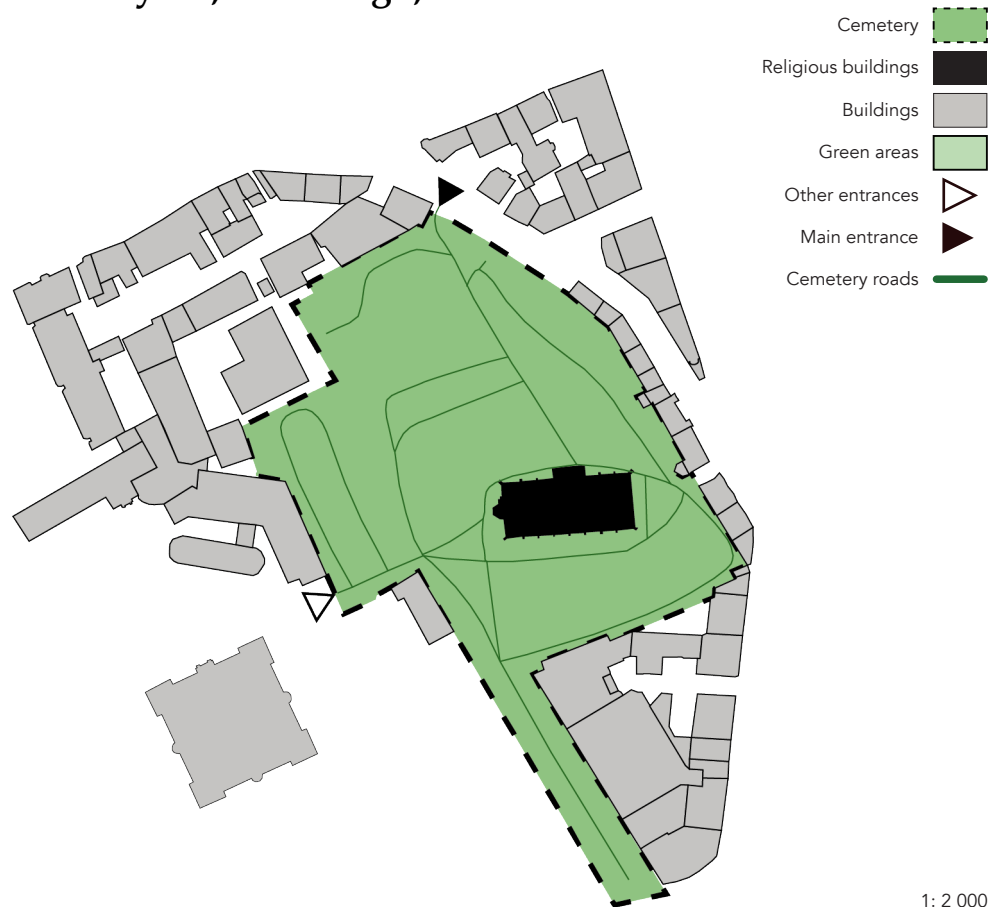 Cemetery
Religious buildings
Buildings
Green areas
Other entrances
Main entrance
Cemetery roads
1: 2 000